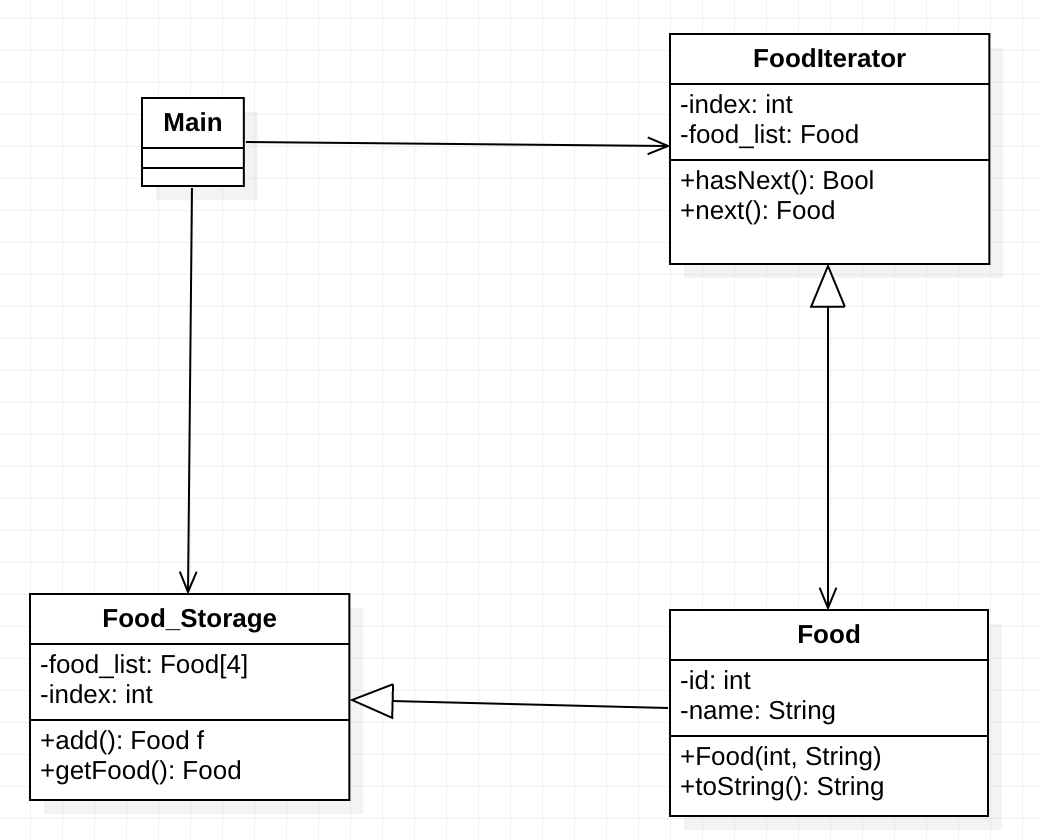 Main
FoodIterator
-index: int
-food_list: Food
+hasNext(): Bool
+next(): Food
Food_Storage
-food_list: Food[4]
-index: int
+add(): Food f
+getFood(): Food
Food
-id: int
-name: String
+Food(int, String)
+toString(): String